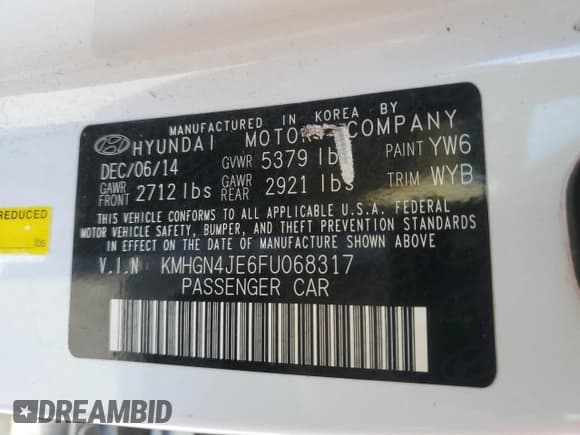 MANUFACTURED IN KOREA BY
HYUNDAI MOTOR COMPANY
DEC/06/14 GVWR 5379 lb PAINT YW6
GAWR FRONT 2712 lbs GAWR REAR 2921 lbs TRIM WYB
THIS VEHICLE CONFORMS TO ALL APPLICABLE U.S.A. FEDERAL
MOTOR VEHICLE SAFETY, BUMPER, AND THEFT PREVENTION STANDARDS
IN EFFECT ON THE DATE OF MANUFACTURE SHOWN ABOVE.
V.I.N KMHGN4JE6FU068317
PASSENGER CAR
REDUCED
lbs
DREAMBID